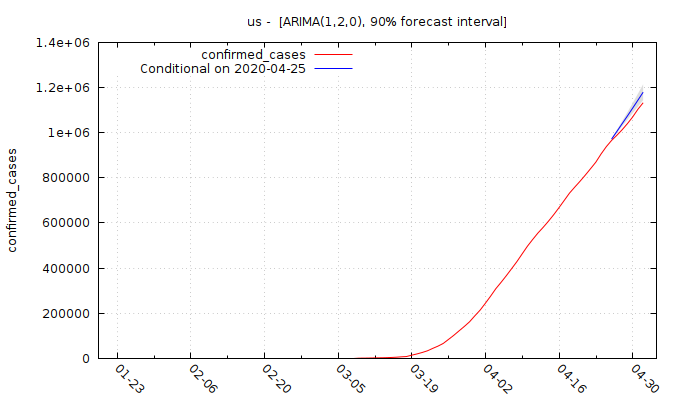 us -  [ARIMA(1,2,0), 90% forecast interval]
1.4e+06
confirmed_cases
Conditional on 2020-04-25
1.2e+06
1e+06
800000
confirmed_cases
600000
400000
200000
0
01-23
02-06
02-20
03-05
03-19
04-02
04-16
04-30